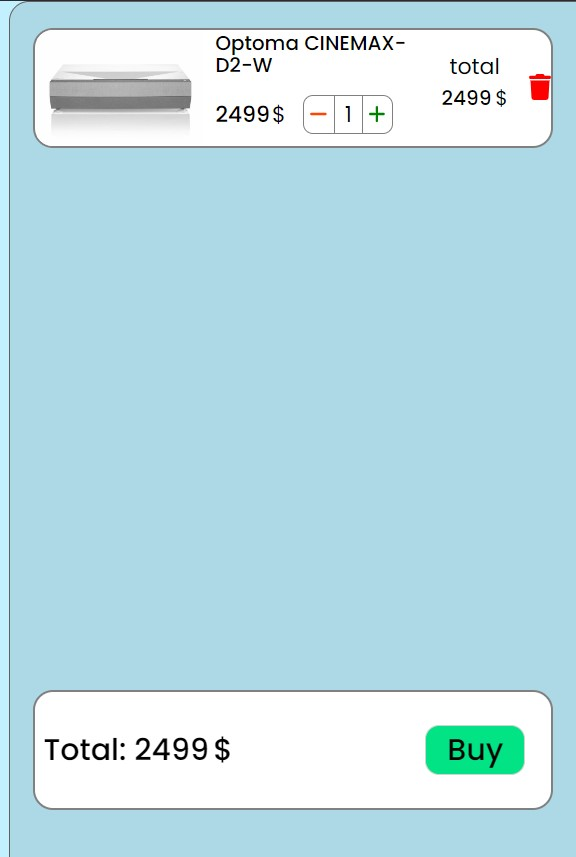 Optoma CINEMAX-
D2-W
2499$ − 1 +
total
2499$
Total: 2499$
Buy